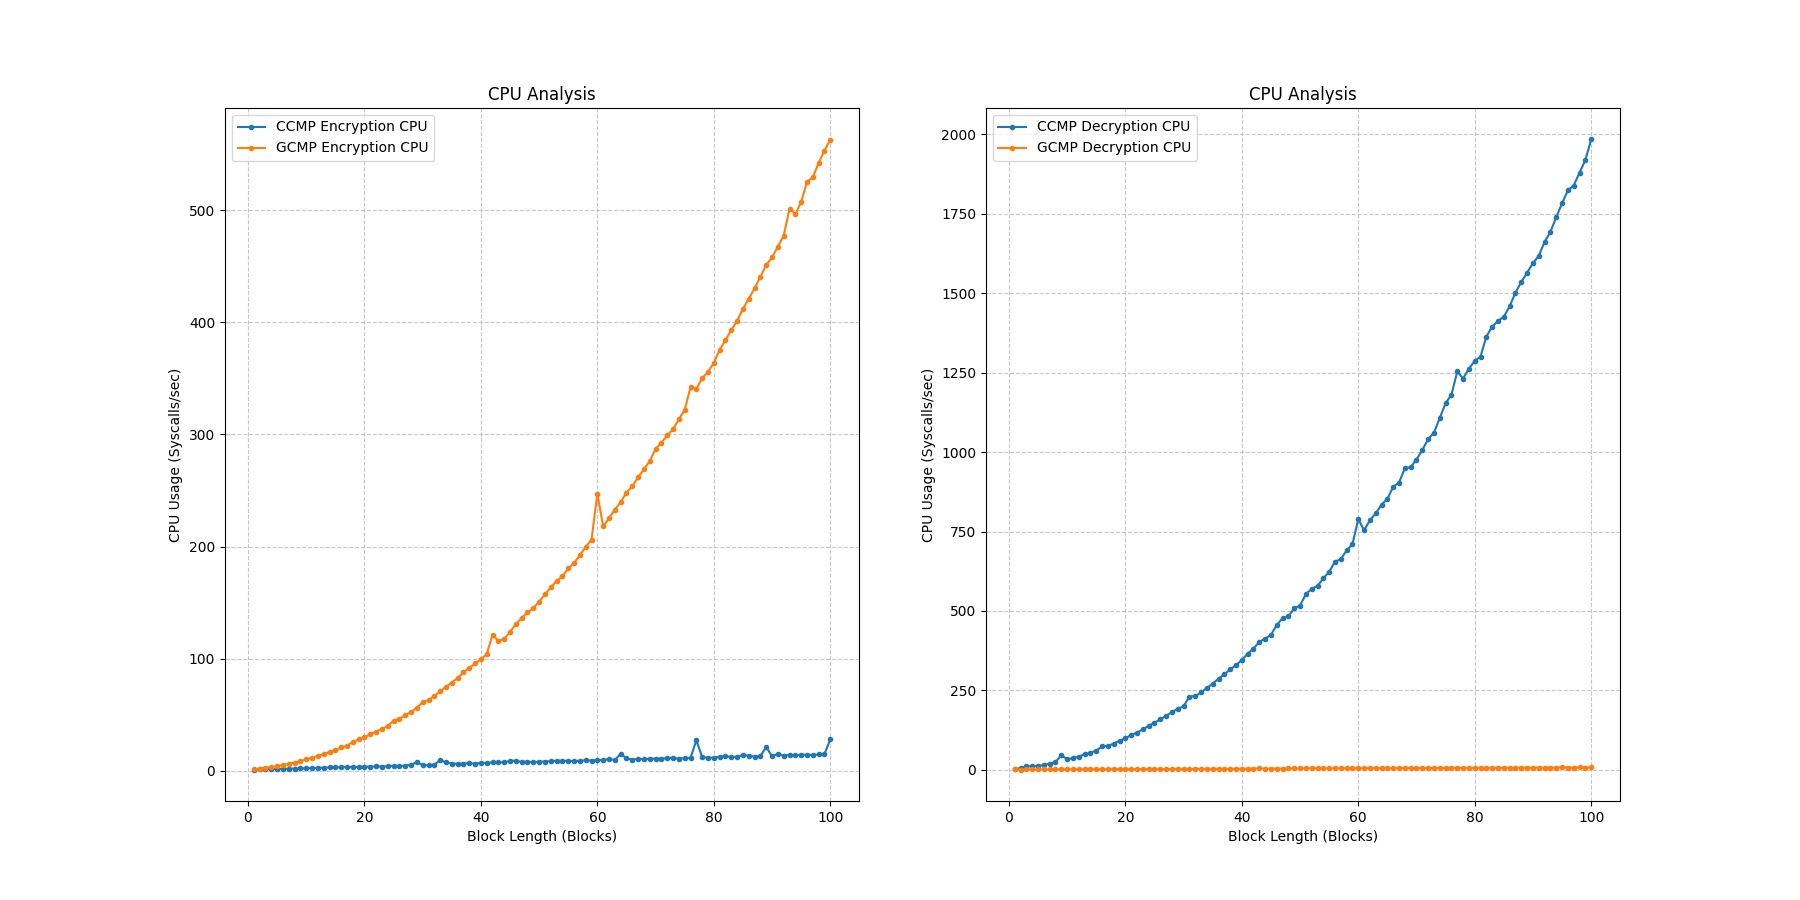 CPU Analysis
CCMP Encryption CPU
GCMP Encryption CPU
CPU Usage (Syscalls/sec)
500
400
300
200
100
0
0 20 40 60 80 100
Block Length (Blocks)
CPU Analysis
CCMP Decryption CPU
GCMP Decryption CPU
CPU Usage (Syscalls/sec)
2000
1750
1500
1250
1000
750
500
250
0
0 20 40 60 80 100
Block Length (Blocks)